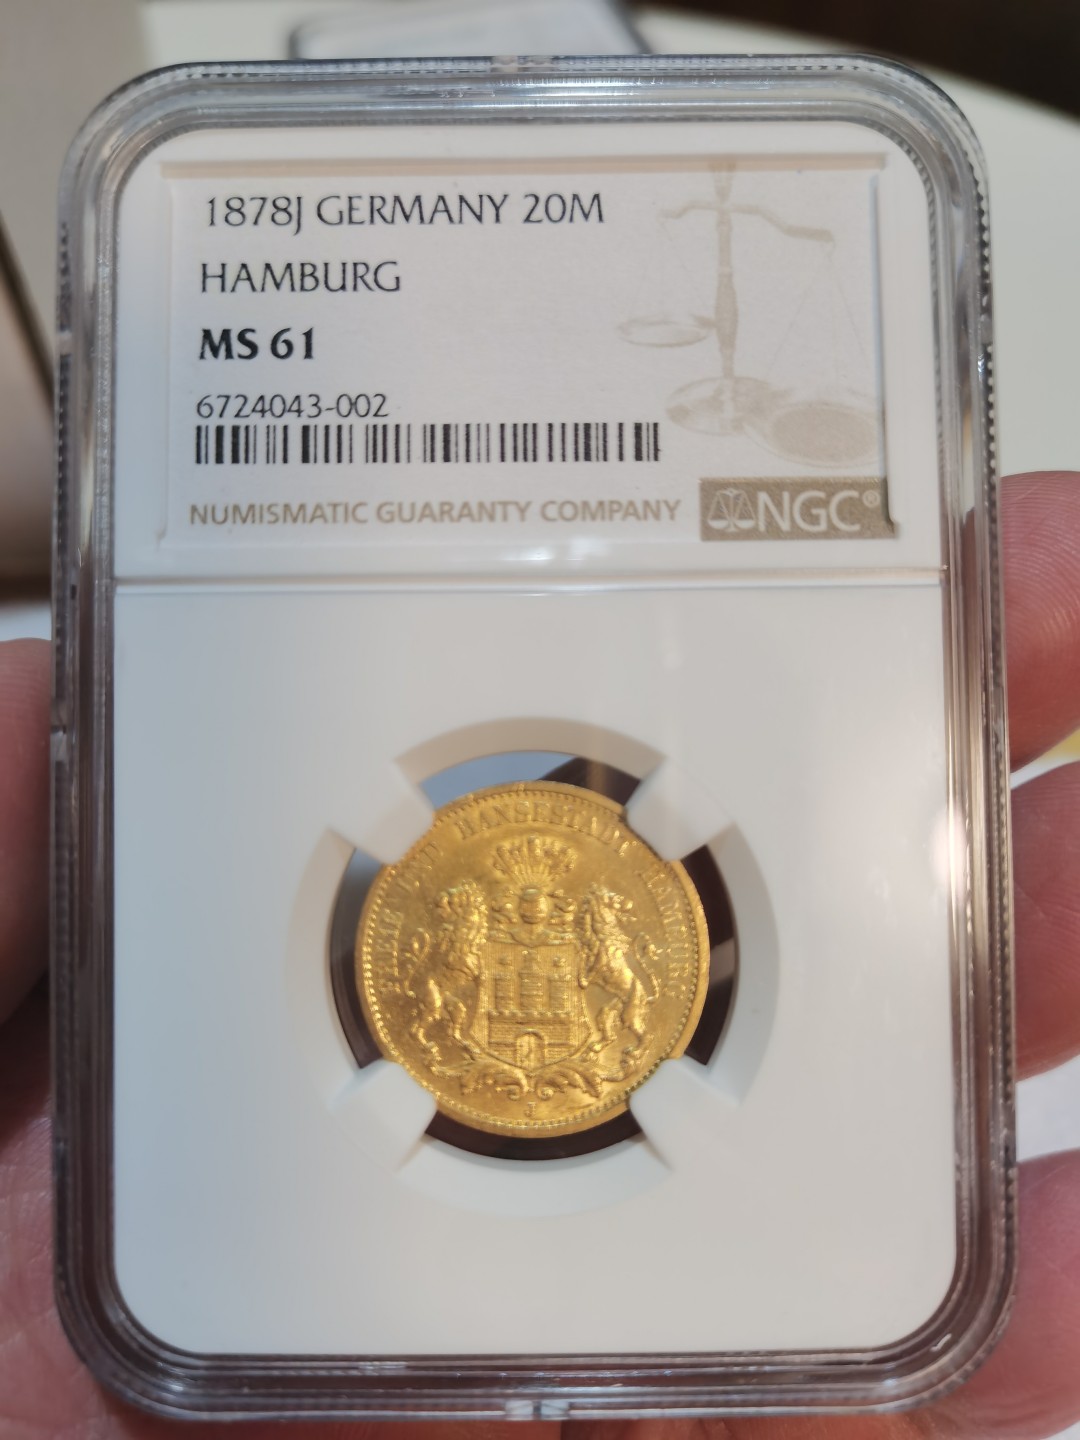 1878J GERMANY 20M
HAMBURG
MS 61
6724043-002
NUMISMATIC GUARANTY COMPANY
NGC®
FREIE UND HANSESTADT HAMBURG
J